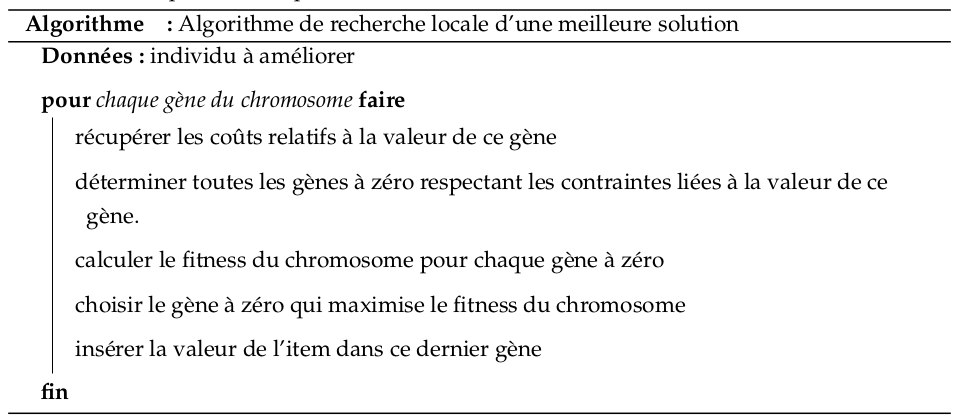 Algorithme : Algorithme de recherche locale d'une meilleure solution
Données : individu à améliorer
pour chaque gène du chromosome faire
récupérer les coûts relatifs à la valeur de ce gène
déterminer toutes les gènes à zéro respectant les contraintes liées à la valeur de ce
gène.
calculer le fitness du chromosome pour chaque gène à zéro
choisir le gène à zéro qui maximise le fitness du chromosome
insérer la valeur de l'item dans ce dernier gène
fin